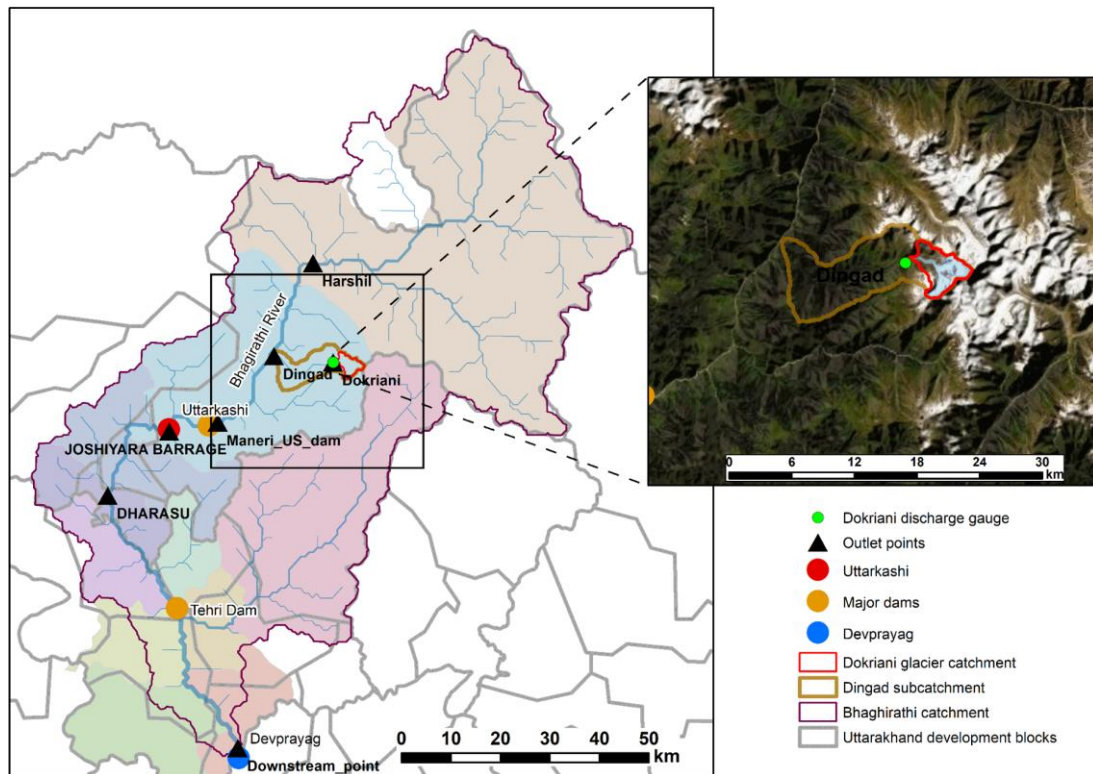 Harshil
Bhagirathi River
Dingad
Dokriani
Uttarkashi
Maneri_US_dam
JOSHIYARA BARRAGE
DHARASU
Tehri Dam
Devprayag
Downstream_point
0 10 20 30 40 50
km
Dingad
0 6 12 18 24 30
km
Dokriani discharge gauge
Outlet points
Uttarkashi
Major dams
Devprayag
Dokriani glacier catchment
Dingad subcatchment
Bhaghirathi catchment
Uttarakhand development blocks